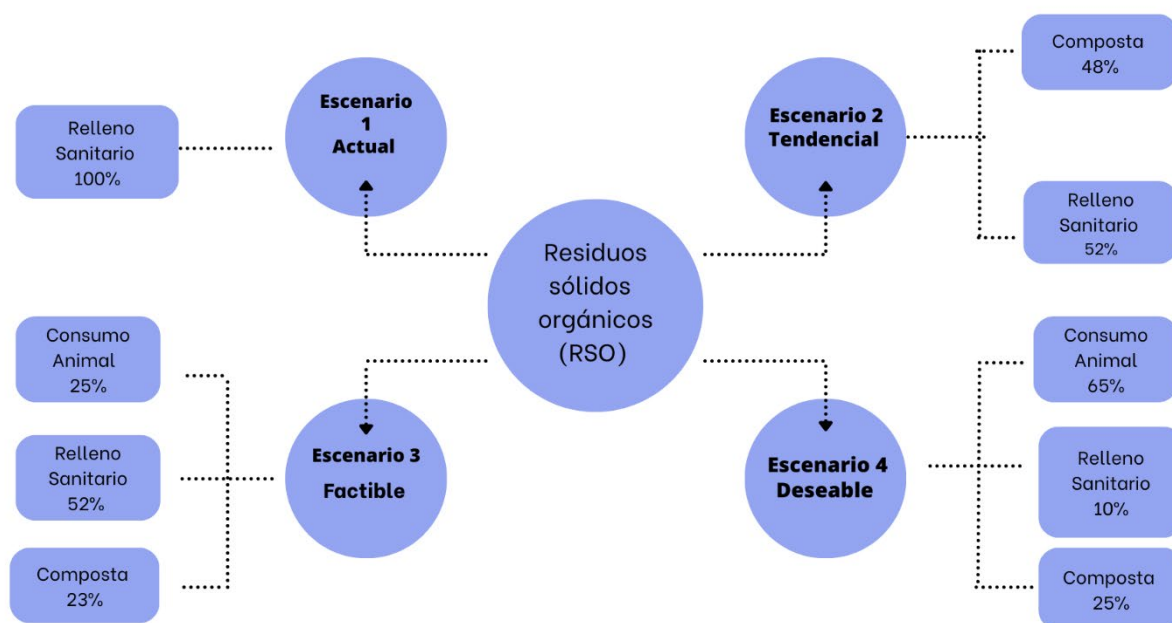 Residuos
sólidos
orgánicos
(RSO)
Escenario
1
Actual
Relleno
Sanitario
100%
Escenario 2
Tendencial
Composta
48%
Relleno
Sanitario
52%
Escenario 3
Factible
Consumo
Animal
25%
Relleno
Sanitario
52%
Composta
23%
Escenario 4
Deseable
Consumo
Animal
65%
Relleno
Sanitario
10%
Composta
25%